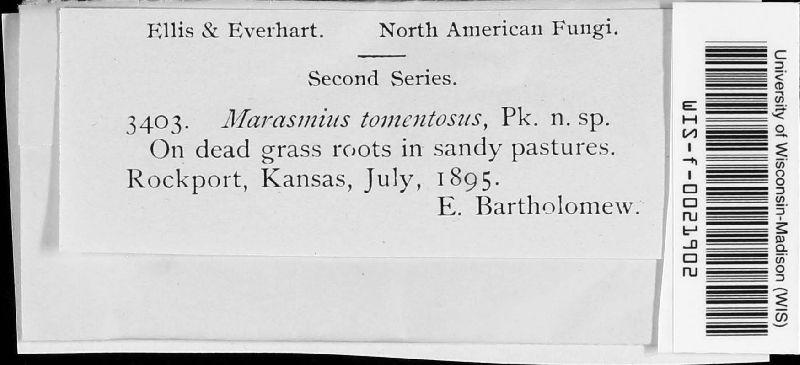 Ellis & Everhart. North American Fungi.
Second Series.
3403. Marasmius tomentosus, Pk. n. sp.
On dead grass roots in sandy pastures.
Rockport, Kansas, July, 1895.
E. Bartholomew.
WIS-f-0021902
University of Wisconsin-Madison (WIS)